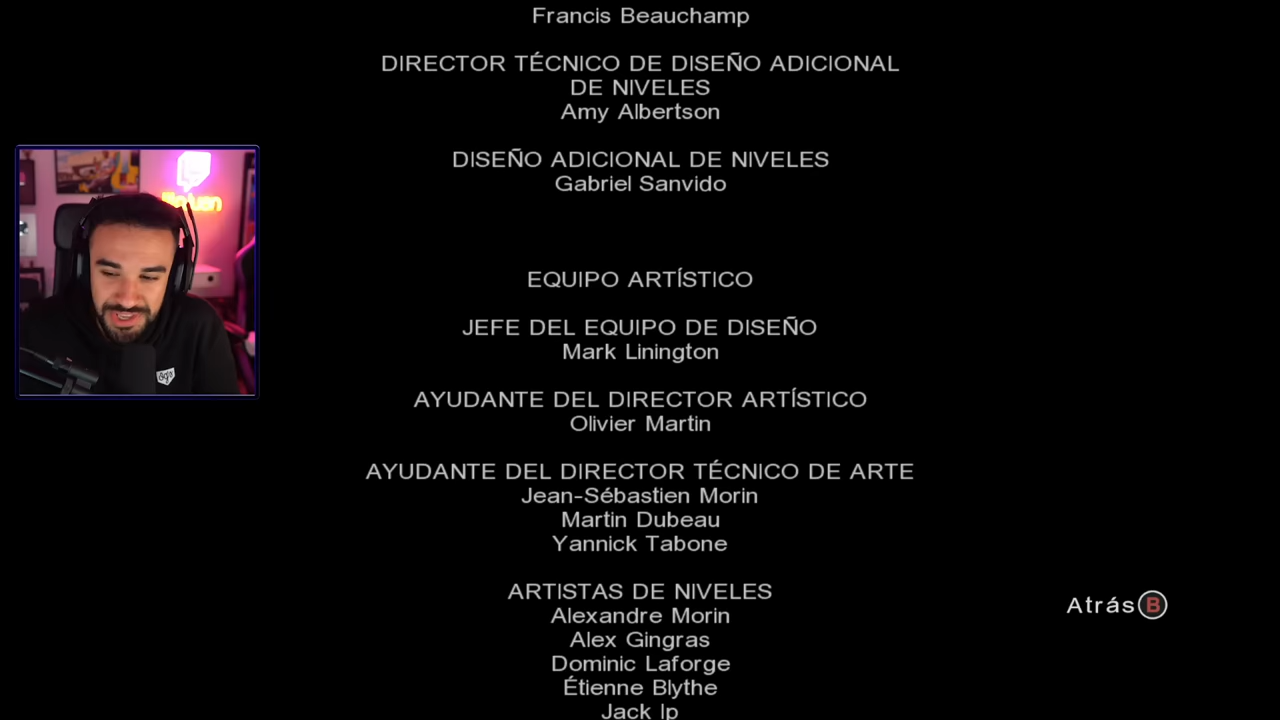 Francis Beauchamp
DIRECTOR TÉCNICO DE DISEÑO ADICIONAL
DE NIVELES
Amy Albertson
DISEÑO ADICIONAL DE NIVELES
Gabriel Sanvido
EQUIPO ARTÍSTICO
JEFE DEL EQUIPO DE DISEÑO
Mark Linington
AYUDANTE DEL DIRECTOR ARTÍSTICO
Olivier Martin
AYUDANTE DEL DIRECTOR TÉCNICO DE ARTE
Jean-Sébastien Morin
Martin Dubeau
Yannick Tabone
ARTISTAS DE NIVELES
Alexandre Morin
Alex Gingras
Dominic Laforge
Étienne Blythe
Jack Ip
Atrás B